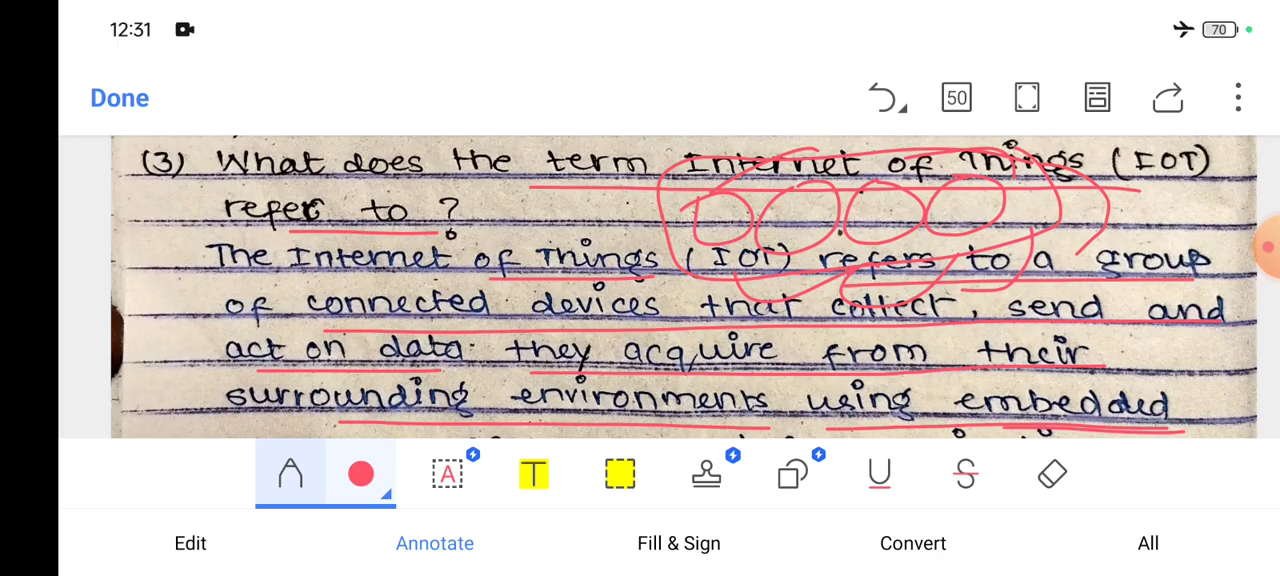 12:31
70
Done
50
(3) What does the term Internet of Things (IOT)
refer to ?
The Internet of Things (IOT) refers to a group
of connected devices that collect, send and
act on data they acquire from their
surrounding environments using embedded
A
T
U
S
Edit
Annotate
Fill & Sign
Convert
All